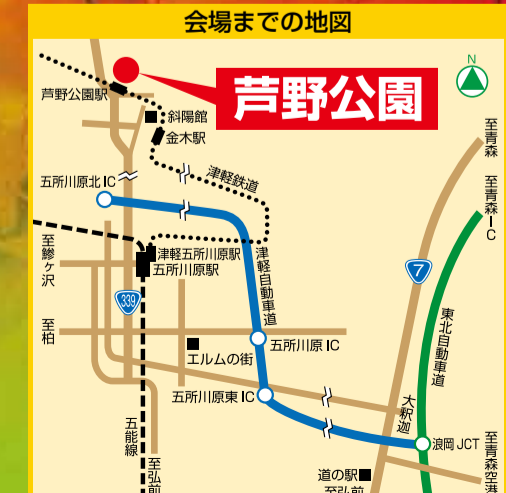 会場までの地図
N
芦野公園
芦野公園駅
斜陽館
金木駅
至青森
至青森IC
五所川原北IC
津軽鉄道
至鰺ヶ沢
津軽五所川原駅
五所川原駅
津軽自動車道
7
339
東北自動車道
至柏
五所川原IC
エルムの街
五所川原東IC
大釈迦
浪岡JCT
五能線
至弘前
道の駅
至弘前
至青森空港